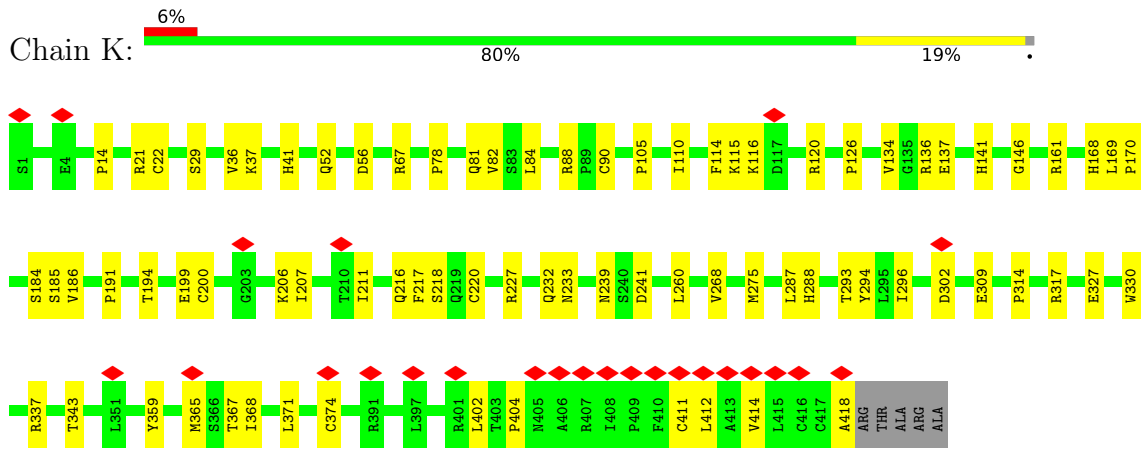 6%
Chain K:
80% 19% •
S1 E4 P14 R21 C22 S29 V36 K37 H41 Q52 D56 R67 P78 Q81 V82 S83 L84 R88 P89 C90 P105 I110 F114 K115 K116 D117 R120 P126 V134 G135 R136 E137 H141 G146 R161 H168 L169 P170
S184 S185 V186 P191 T194 E199 C200 G203 K206 I207 T210 I211 Q216 F217 S218 Q219 C220 R227 Q232 N233 N239 S240 D241 L260 V268 M275 L287 H288 T293 Y294 L295 I296 D302 E309 P314 R317 E327 W330
R337 T343 L351 Y359 M365 S366 T367 I368 L371 C374 R391 L397 R401 L402 T403 P404 N405 A406 R407 I408 P409 F410 C411 L412 A413 V414 L415 C416 C417 A418 ARG THR ALA ARG ALA